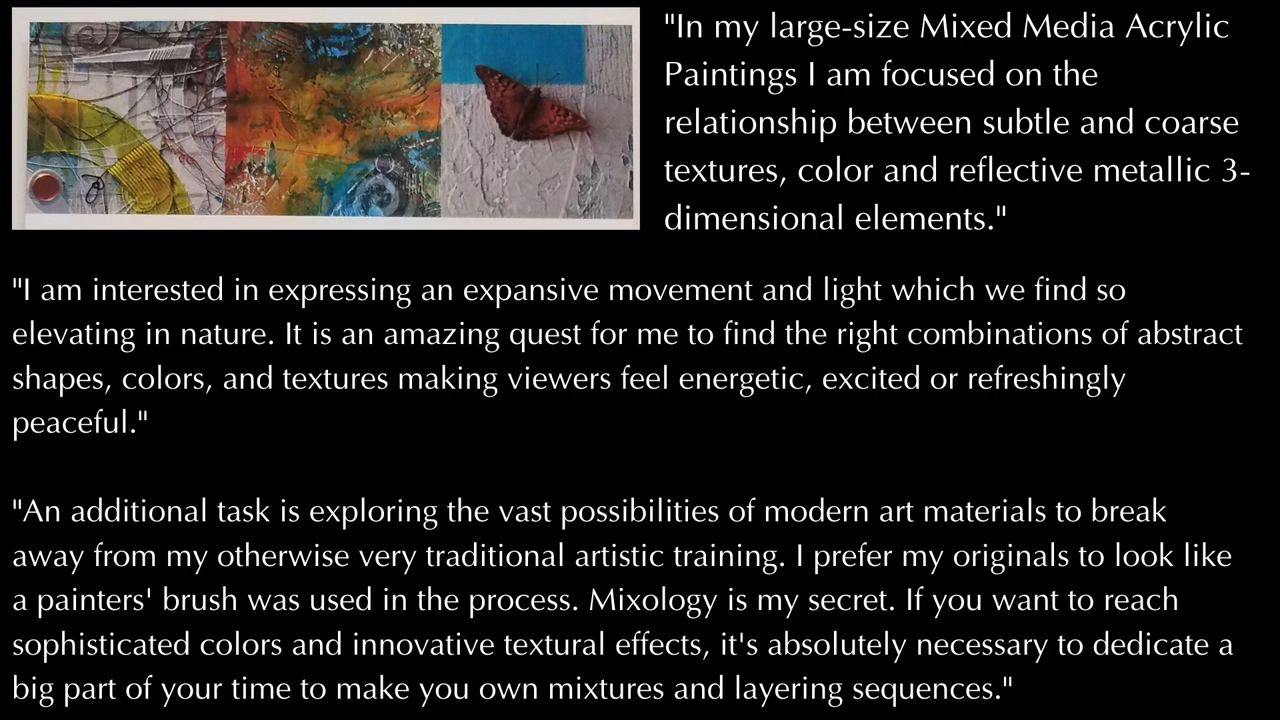 "In my large-size Mixed Media Acrylic
Paintings I am focused on the
relationship between subtle and coarse
textures, color and reflective metallic 3-
dimensional elements."
"I am interested in expressing an expansive movement and light which we find so
elevating in nature. It is an amazing quest for me to find the right combinations of abstract
shapes, colors, and textures making viewers feel energetic, excited or refreshingly
peaceful."
"An additional task is exploring the vast possibilities of modern art materials to break
away from my otherwise very traditional artistic training. I prefer my originals to look like
a painters' brush was used in the process. Mixology is my secret. If you want to reach
sophisticated colors and innovative textural effects, it's absolutely necessary to dedicate a
big part of your time to make you own mixtures and layering sequences."